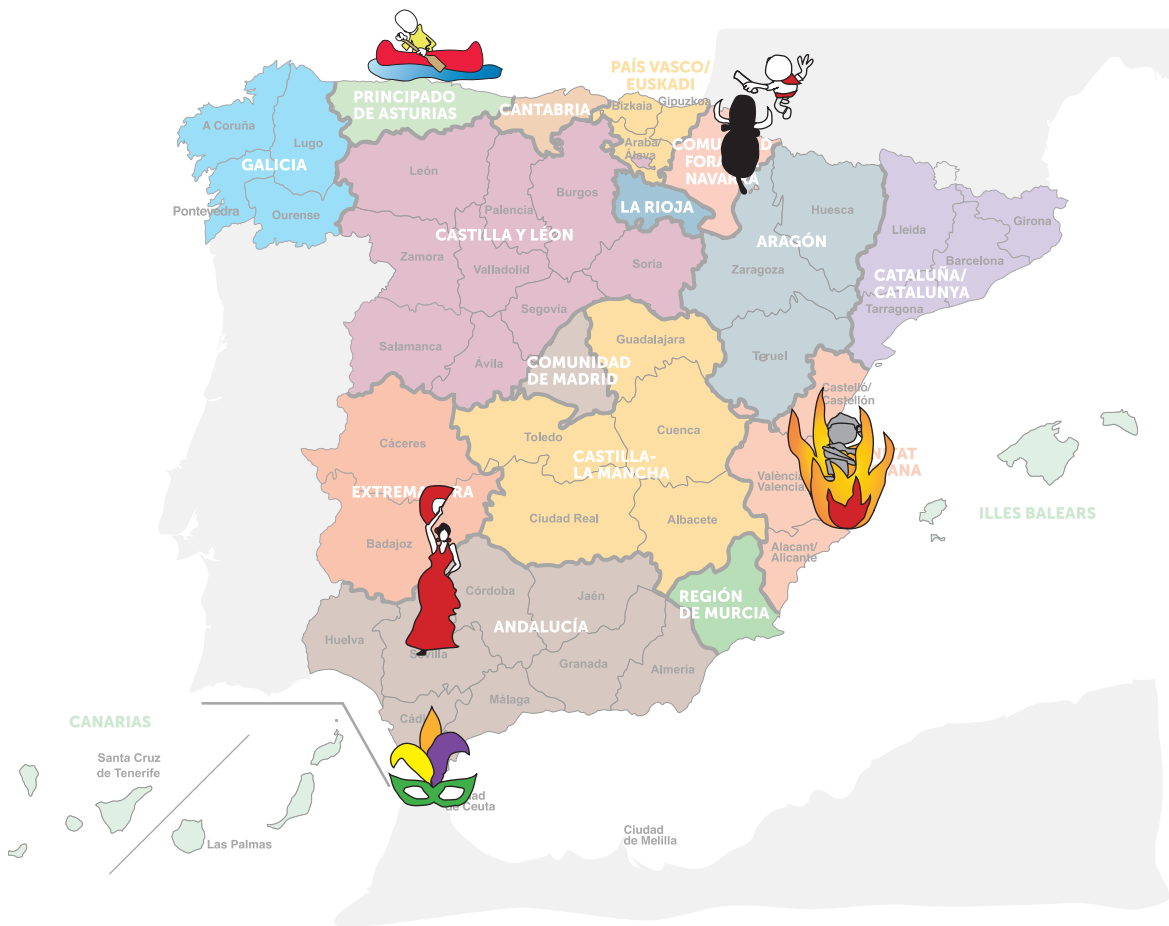 PAÍS VASCO/
EUSKADI
Bizkaia
Gipuzkoa
PRINCIPADO
DE ASTURIAS
CANTABRIA
A Coruña
Lugo
GALICIA
Pontevedra
Ourense
León
Palencia
Burgos
Araba/
Álava
NAVARRA
LA RIOJA
CASTILLA Y LÉON
Zamora
Valladolid
Soria
Segovia
Salamanca
Ávila
Huesca
ARAGÓN
Zaragoza
Teruel
Lleida
Girona
Barcelona
CATALUÑA/
CATALUNYA
Tarragona
Guadalajara
COMUNIDAD
DE MADRID
Castelló/
Castellón
Cáceres
Toledo
Cuenca
CASTILLA-
LA MANCHA
València/
Valencia
EXTREMADURA
Ciudad Real
Albacete
ILLES BALEARS
Badajoz
Alacant/
Alicante
Córdoba
Jaén
REGIÓN
DE MURCIA
ANDALUCÍA
Huelva
Sevilla
Granada
Almería
Málaga
CANARIAS
Santa Cruz
de Tenerife
Las Palmas
de Ceuta
Ciudad
de Melilla